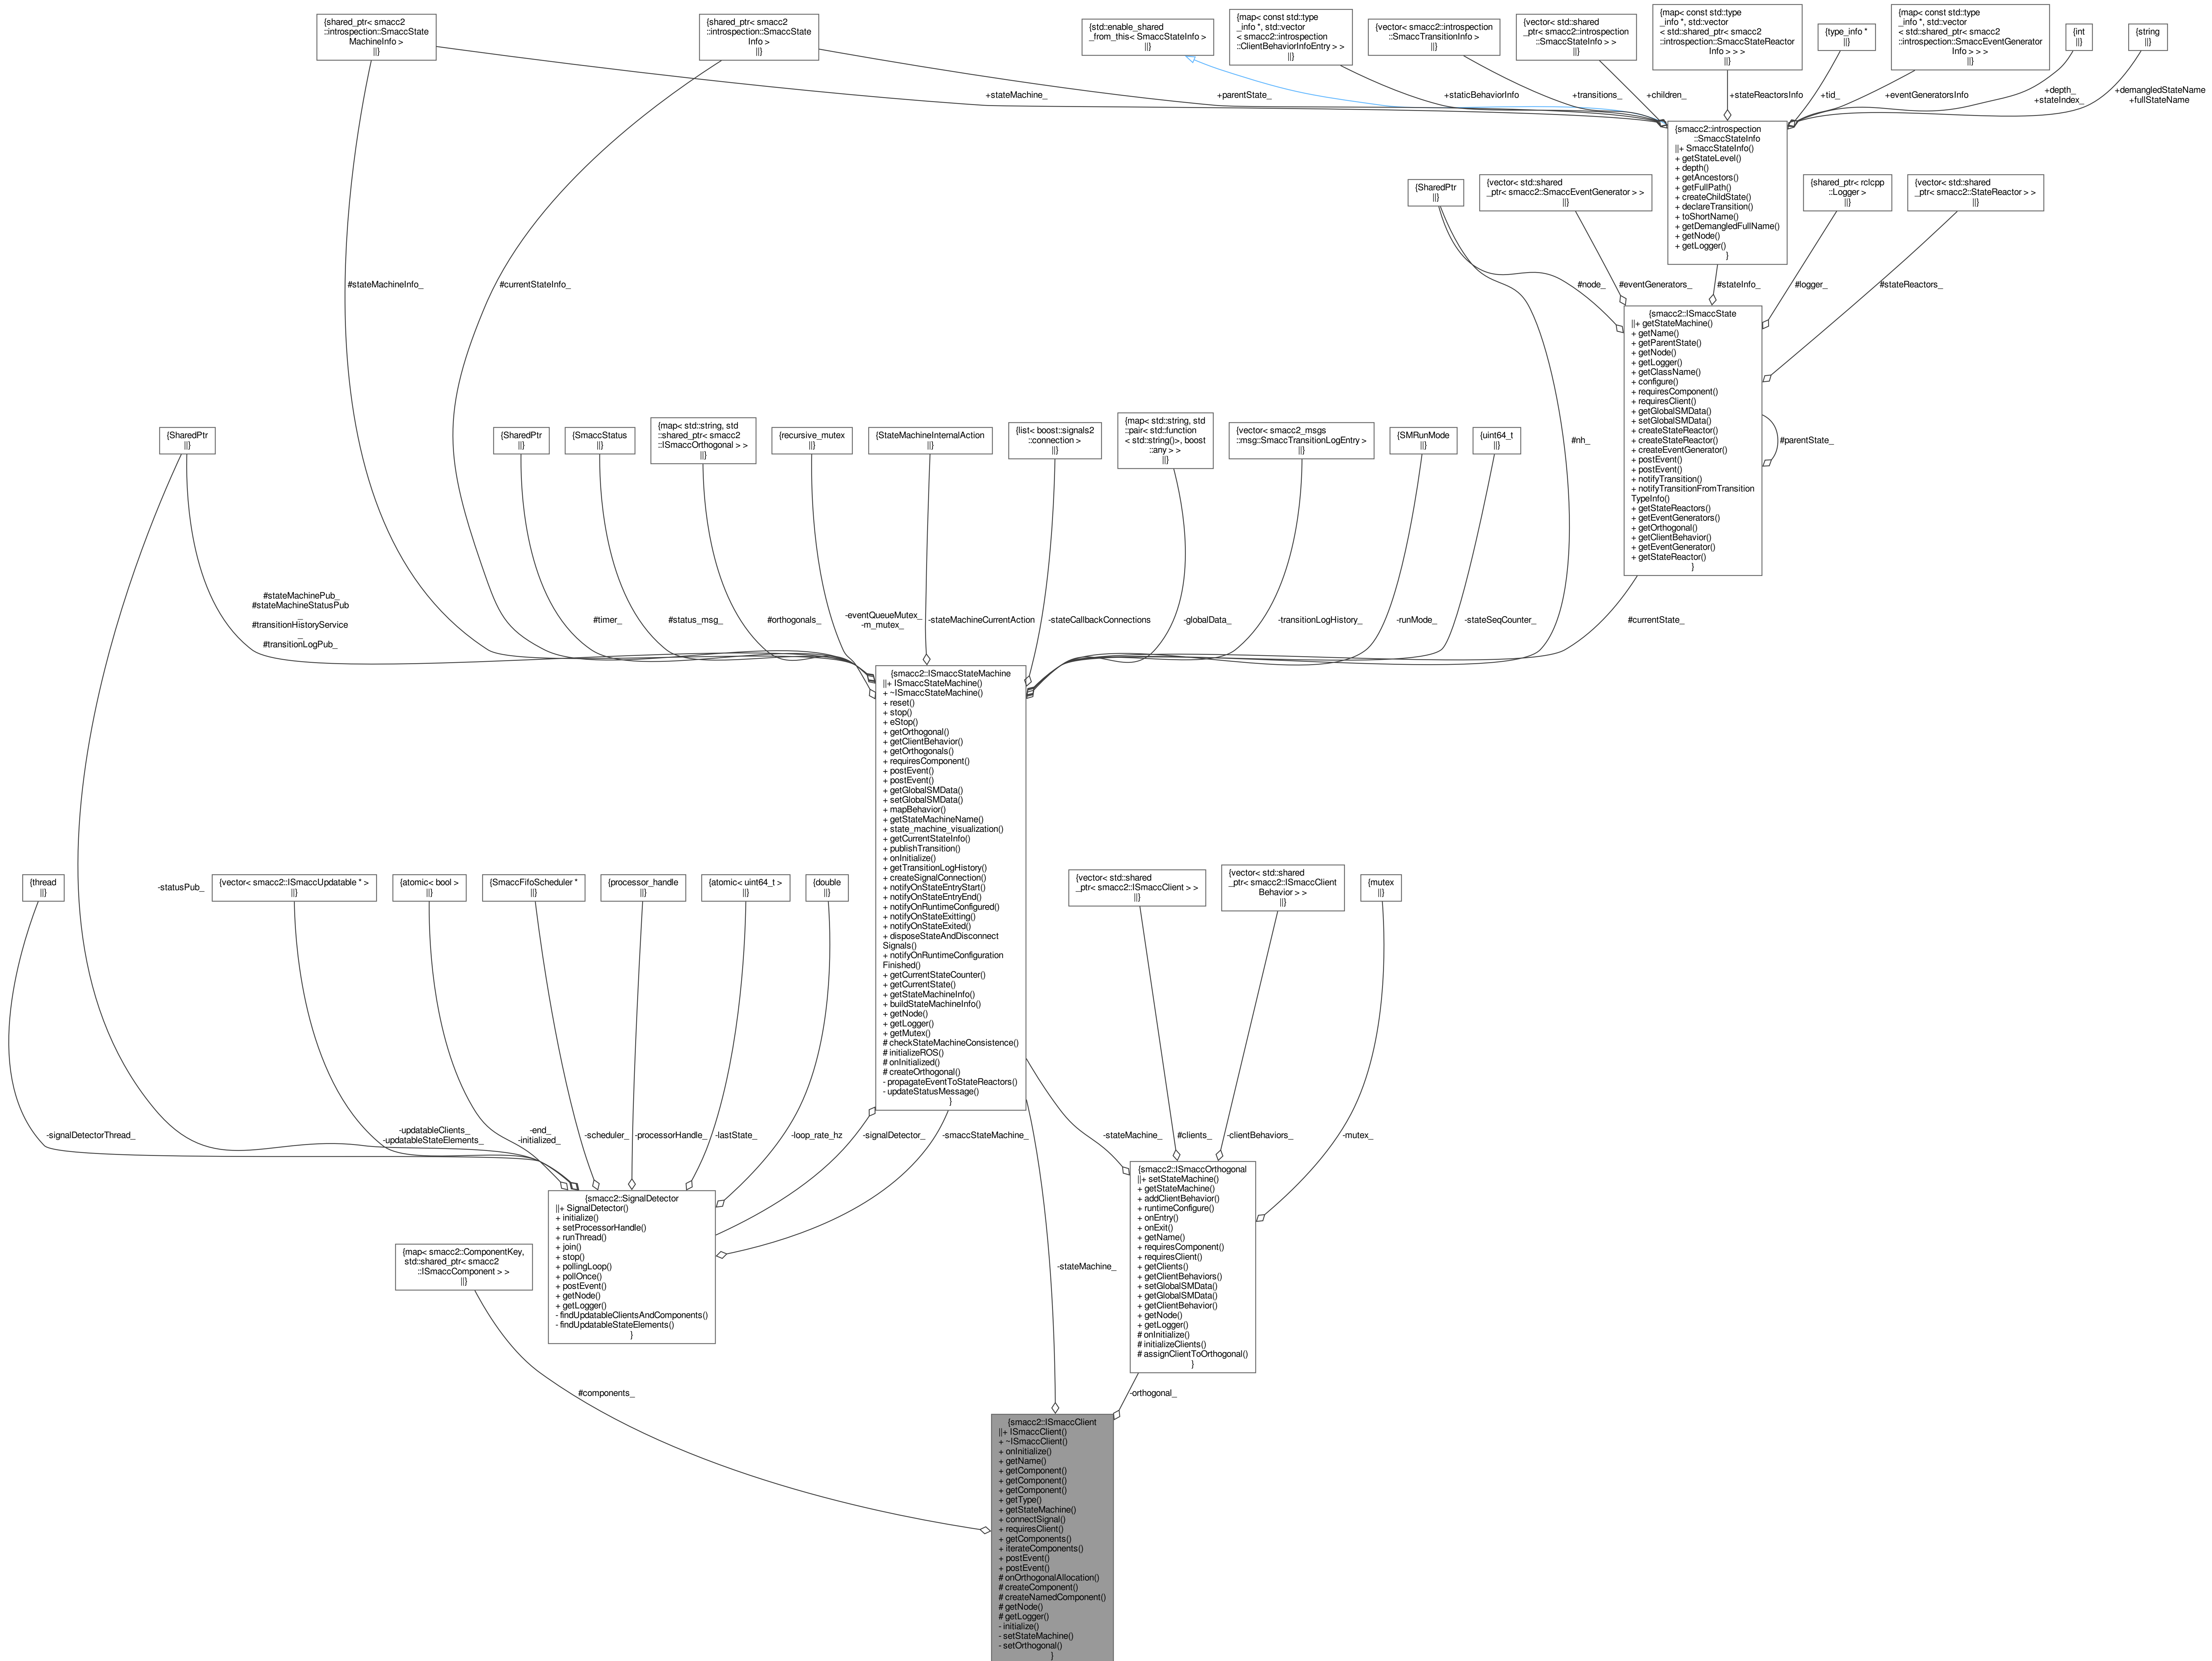 {shared_ptr< smacc2
::introspection::SmaccState
MachineInfo >
||}
{shared_ptr< smacc2
::introspection::SmaccState
Info >
||}
{std::enable_shared
_from_this< SmaccStateInfo >
||}
{map< const std::type
_info *, std::vector
< smacc2::introspection
::ClientBehaviorInfoEntry > >
||}
{vector< smacc2::introspection
::SmaccTransitionInfo >
||}
{vector< std::shared
_ptr< smacc2::introspection
::SmaccStateInfo > >
||}
{map< const std::type
_info *, std::vector
< std::shared_ptr< smacc2
::introspection::SmaccStateReactor
Info > > >
||}
{type_info *
||}
{map< const std::type
_info *, std::vector
< std::shared_ptr< smacc2
::introspection::SmaccEventGenerator
Info > > >
||}
{int
||}
{string
||}
+stateMachine_
+parentState_
+staticBehaviorInfo
+transitions_
+children_
+stateReactorsInfo
+tid_
+eventGeneratorsInfo
+depth_
+stateIndex_
+demangledStateName
+fullStateName
{smacc2::introspection
::SmaccStateInfo
||+ SmaccStateInfo()
+ getStateLevel()
+ depth()
+ getAncestors()
+ getFullPath()
+ createChildState()
+ declareTransition()
+ toShortName()
+ getDemangledFullName()
+ getNode()
+ getLogger()
}
{SharedPtr
||}
{vector< std::shared
_ptr< smacc2::SmaccEventGenerator > >
||}
{shared_ptr< rclcpp
::Logger >
||}
{vector< std::shared
_ptr< smacc2::StateReactor > >
||}
#stateMachineInfo_
#currentStateInfo_
#node_
#eventGenerators_
#stateInfo_
#logger_
#stateReactors_
{smacc2::ISmaccState
||+ getStateMachine()
+ getName()
+ getParentState()
+ getNode()
+ getLogger()
+ getClassName()
+ configure()
+ requiresComponent()
+ requiresClient()
+ getGlobalSMData()
+ setGlobalSMData()
+ createStateReactor()
+ createStateReactor()
+ createEventGenerator()
+ postEvent()
+ postEvent()
+ notifyTransition()
+ notifyTransitionFromTransition
TypeInfo()
+ getStateReactors()
+ getEventGenerators()
+ getOrthogonal()
+ getClientBehavior()
+ getEventGenerator()
+ getStateReactor()
}
#parentState_
{SharedPtr
||}
{SharedPtr
||}
{SmaccStatus
||}
{map< std::string, std
::shared_ptr< smacc2
::ISmaccOrthogonal > >
||}
{recursive_mutex
||}
{StateMachineInternalAction
||}
{list< boost::signals2
::connection >
||}
{map< std::string, std
::pair< std::function
< std::string()>, boost
::any > >
||}
{vector< smacc2_msgs
::msg::SmaccTransitionLogEntry >
||}
{SMRunMode
||}
{uint64_t
||}
#nh_
#stateMachinePub_
#stateMachineStatusPub
_
#transitionHistoryService
_
#transitionLogPub_
#timer_
#status_msg_
#orthogonals_
-eventQueueMutex_
-m_mutex_
-stateMachineCurrentAction
-stateCallbackConnections
-globalData_
-transitionLogHistory_
-runMode_
-stateSeqCounter_
#currentState_
{smacc2::ISmaccStateMachine
||+ ISmaccStateMachine()
+ ~ISmaccStateMachine()
+ reset()
+ stop()
+ eStop()
+ getOrthogonal()
+ getClientBehavior()
+ getOrthogonals()
+ requiresComponent()
+ postEvent()
+ postEvent()
+ getGlobalSMData()
+ setGlobalSMData()
+ mapBehavior()
+ getStateMachineName()
+ state_machine_visualization()
+ getCurrentStateInfo()
+ publishTransition()
+ onInitialize()
+ getTransitionLogHistory()
+ createSignalConnection()
+ notifyOnStateEntryStart()
+ notifyOnStateEntryEnd()
+ notifyOnRuntimeConfigured()
+ notifyOnStateExitting()
+ notifyOnStateExited()
+ disposeStateAndDisconnect
Signals()
+ notifyOnRuntimeConfiguration
Finished()
+ getCurrentStateCounter()
+ getCurrentState()
+ getStateMachineInfo()
+ buildStateMachineInfo()
+ getNode()
+ getLogger()
+ getMutex()
# checkStateMachineConsistence()
# initializeROS()
# onInitialized()
# createOrthogonal()
- propagateEventToStateReactors()
- updateStatusMessage()
}
{thread
||}
-statusPub_
{vector< smacc2::ISmaccUpdatable * >
||}
{atomic< bool >
||}
{SmaccFifoScheduler *
||}
{processor_handle
||}
{atomic< uint64_t >
||}
{double
||}
{vector< std::shared
_ptr< smacc2::ISmaccClient > >
||}
{vector< std::shared
_ptr< smacc2::ISmaccClient
Behavior > >
||}
{mutex
||}
-signalDetectorThread_
-updatableClients_
-updatableStateElements_
-end_
-initialized_
-scheduler_
-processorHandle_
-lastState_
-loop_rate_hz
-signalDetector_
-smaccStateMachine_
-stateMachine_
#clients_
-clientBehaviors_
-mutex_
{smacc2::SignalDetector
||+ SignalDetector()
+ initialize()
+ setProcessorHandle()
+ runThread()
+ join()
+ stop()
+ pollingLoop()
+ pollOnce()
+ postEvent()
+ getNode()
+ getLogger()
- findUpdatableClientsAndComponents()
- findUpdatableStateElements()
}
{smacc2::ISmaccOrthogonal
||+ setStateMachine()
+ getStateMachine()
+ addClientBehavior()
+ runtimeConfigure()
+ onEntry()
+ onExit()
+ getName()
+ requiresComponent()
+ requiresClient()
+ getClients()
+ getClientBehaviors()
+ setGlobalSMData()
+ getGlobalSMData()
+ getClientBehavior()
+ getNode()
+ getLogger()
# onInitialize()
# initializeClients()
# assignClientToOrthogonal()
}
{map< smacc2::ComponentKey,
std::shared_ptr< smacc2
::ISmaccComponent > >
||}
-stateMachine_
#components_
-orthogonal_
{smacc2::ISmaccClient
||+ ISmaccClient()
+ ~ISmaccClient()
+ onInitialize()
+ getName()
+ getComponent()
+ getComponent()
+ getComponent()
+ getType()
+ getStateMachine()
+ connectSignal()
+ requiresClient()
+ getComponents()
+ iterateComponents()
+ postEvent()
+ postEvent()
# onOrthogonalAllocation()
# createComponent()
# createNamedComponent()
# getNode()
# getLogger()
- initialize()
- setStateMachine()
- setOrthogonal()
}